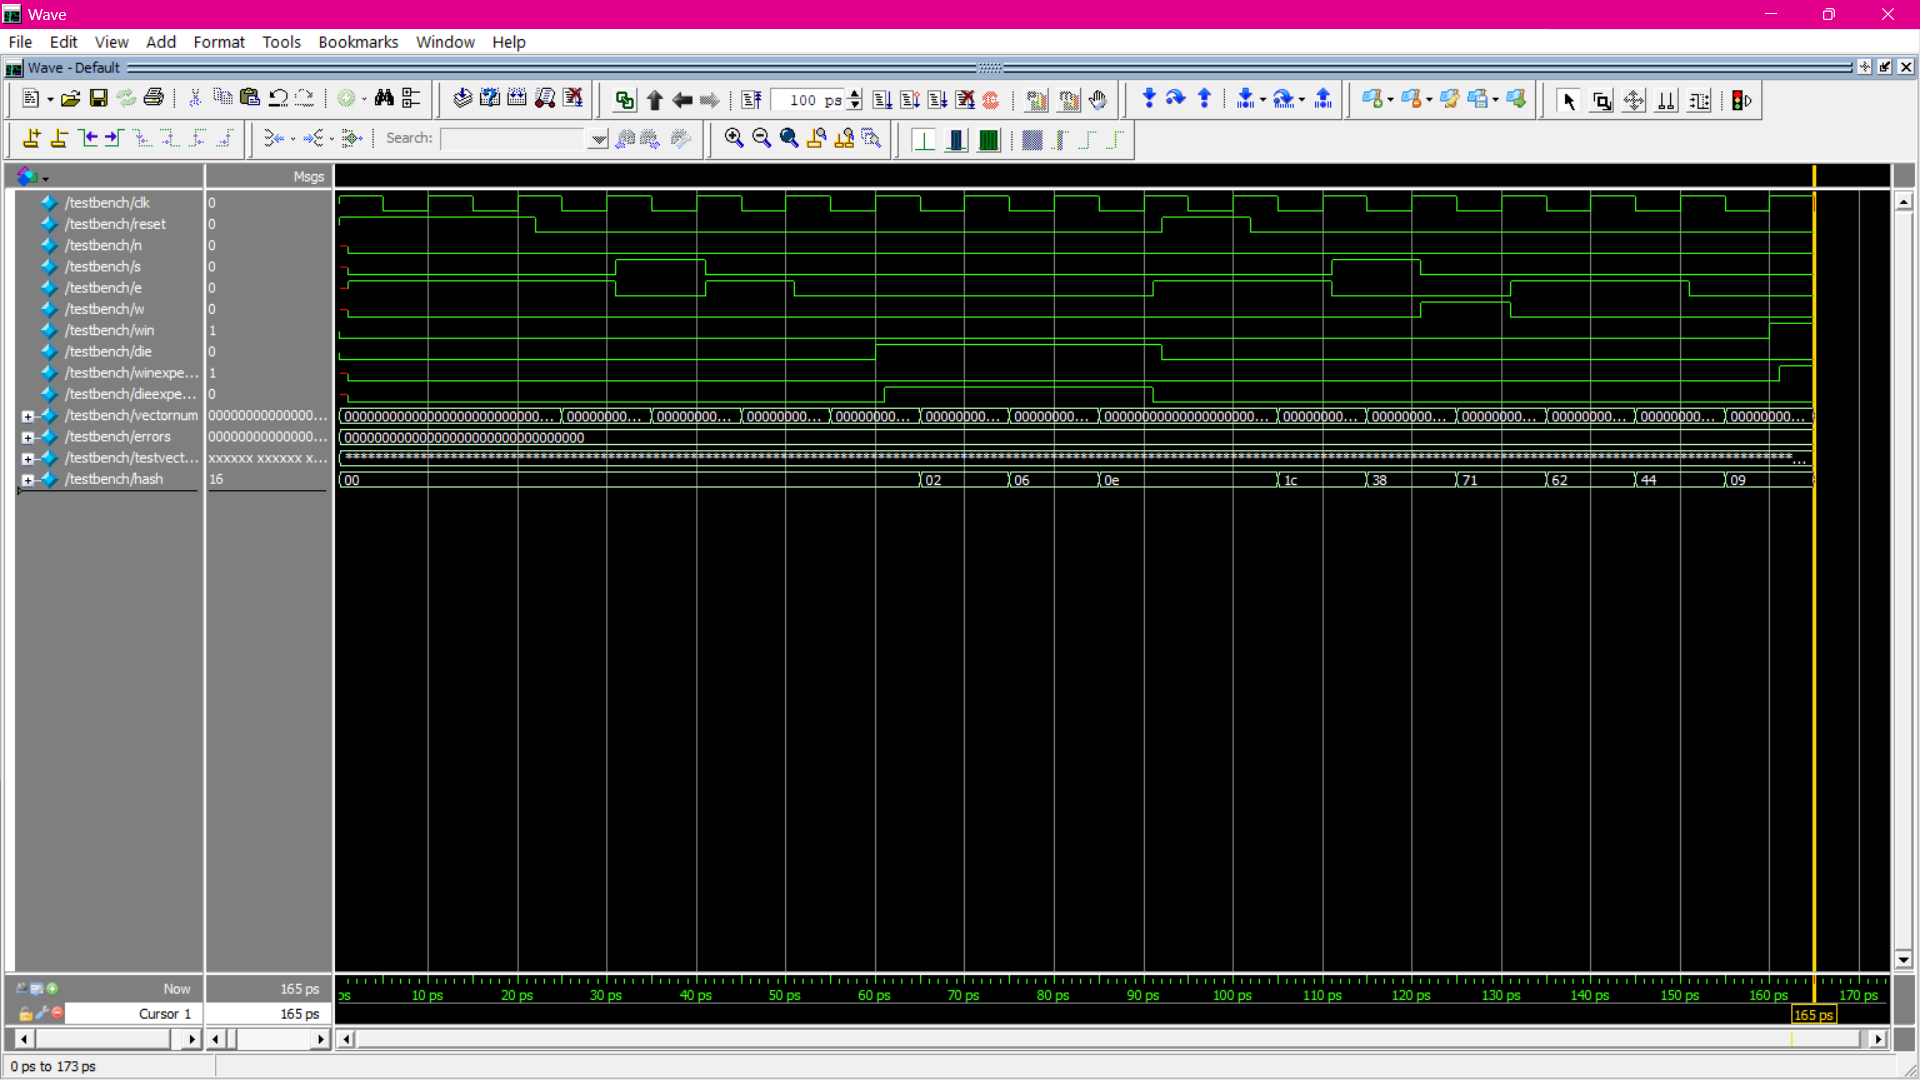 Wave
File Edit View Add Format Tools Bookmarks Window Help
Wave - Default
100 ps
Search:
Msgs
/testbench/clk 0
/testbench/reset 0
/testbench/n 0
/testbench/s 0
/testbench/e 0
/testbench/w 0
/testbench/win 1
/testbench/die 0
/testbench/winexpe... 1
/testbench/dieexpe... 0
/testbench/vectornum 00000000000000... 00000000000000000000000000... 00000000... 00000000... 00000000... 00000000... 00000000... 00000000... 00000000000000000000... 00000000... 00000000... 00000000... 00000000... 00000000... 00000000...
/testbench/errors 00000000000000... 00000000000000000000000000000000
/testbench/testvect... xxxxxx xxxxxx x...
/testbench/hash 16 00 02 06 0e 1c 38 71 62 44 09
Now 165 ps
ps 10 ps 20 ps 30 ps 40 ps 50 ps 60 ps 70 ps 80 ps 90 ps 100 ps 110 ps 120 ps 130 ps 140 ps 150 ps 160 ps 170 ps
Cursor 1 165 ps 165 ps
0 ps to 173 ps